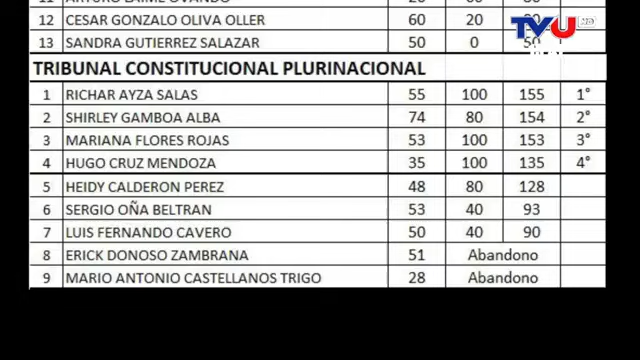 TVU HD
12 CESAR GONZALO OLIVA OLLER 60 20 80
13 SANDRA GUTIERREZ SALAZAR 50 0 50
TRIBUNAL CONSTITUCIONAL PLURINACIONAL
1 RICHAR AYZA SALAS 55 100 155 1°
2 SHIRLEY GAMBOA ALBA 74 80 154 2°
3 MARIANA FLORES ROJAS 53 100 153 3°
4 HUGO CRUZ MENDOZA 35 100 135 4°
5 HEIDY CALDERON PEREZ 48 80 128
6 SERGIO OÑA BELTRAN 53 40 93
7 LUIS FERNANDO CAVERO 50 40 90
8 ERICK DONOSO ZAMBRANA 51 Abandono
9 MARIO ANTONIO CASTELLANOS TRIGO 28 Abandono